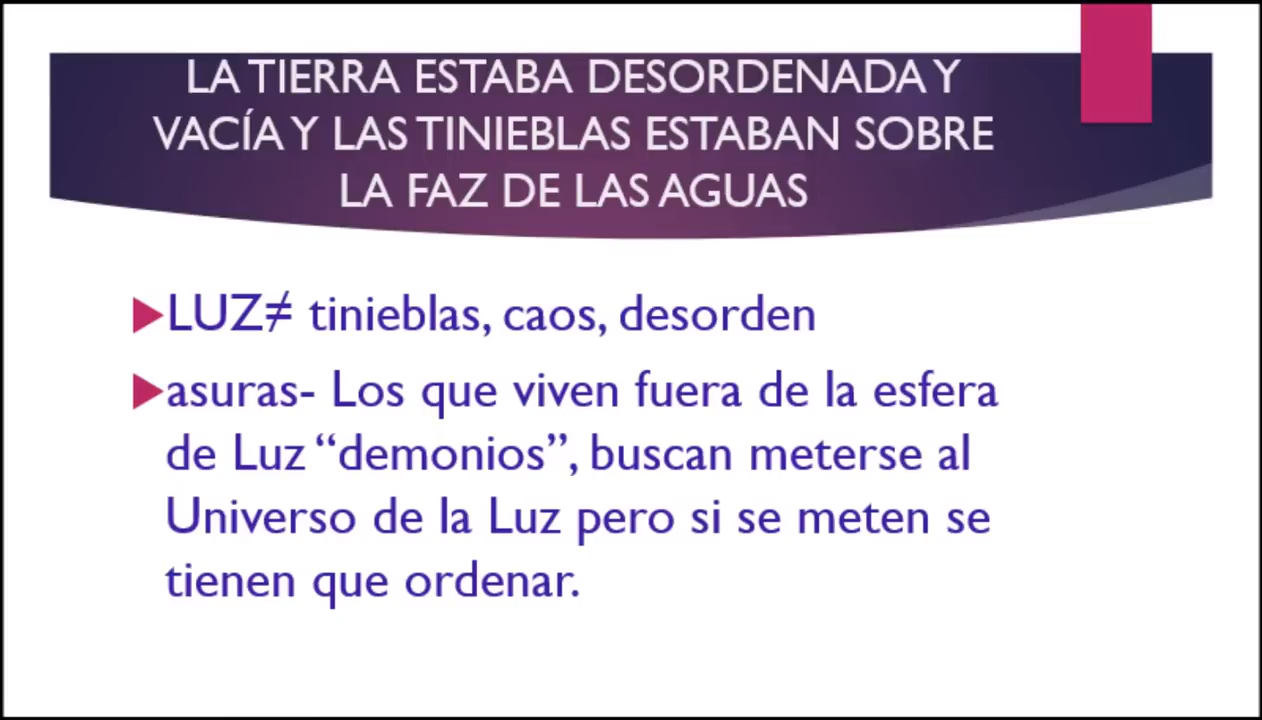 LA TIERRA ESTABA DESORDENADA Y
VACÍA Y LAS TINIEBLAS ESTABAN SOBRE
LA FAZ DE LAS AGUAS
LUZ≠ tinieblas, caos, desorden
asuras- Los que viven fuera de la esfera
de Luz “demonios”, buscan meterse al
Universo de la Luz pero si se meten se
tienen que ordenar.